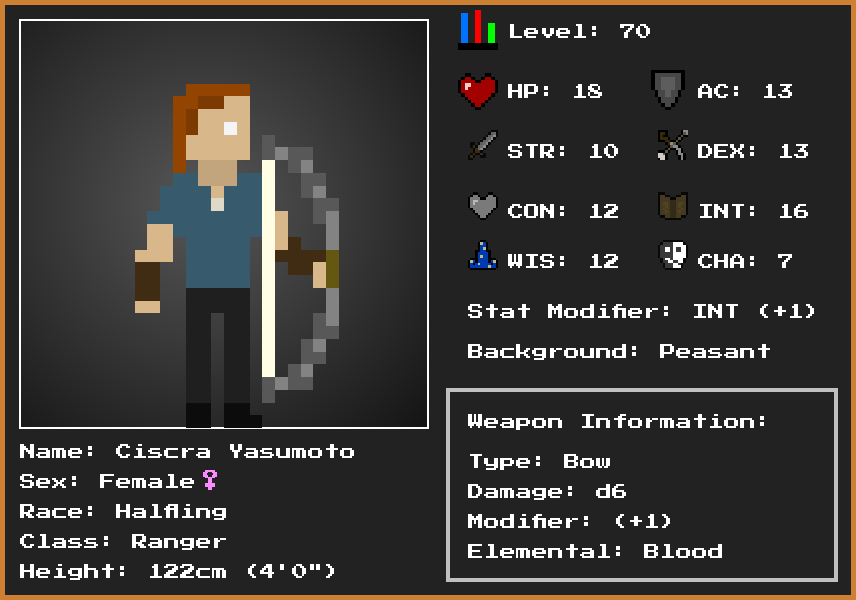 Level: 70
HP: 18 AC: 13
STR: 10 DEX: 13
CON: 12 INT: 16
WIS: 12 CHA: 7
Stat Modifier: INT (+1)
Background: Peasant
Weapon Information:
Type: Bow
Damage: d6
Modifier: (+1)
Elemental: Blood
Name: Ciscra Yasumoto
Sex: Female♀
Race: Halfling
Class: Ranger
Height: 122cm (4'0")